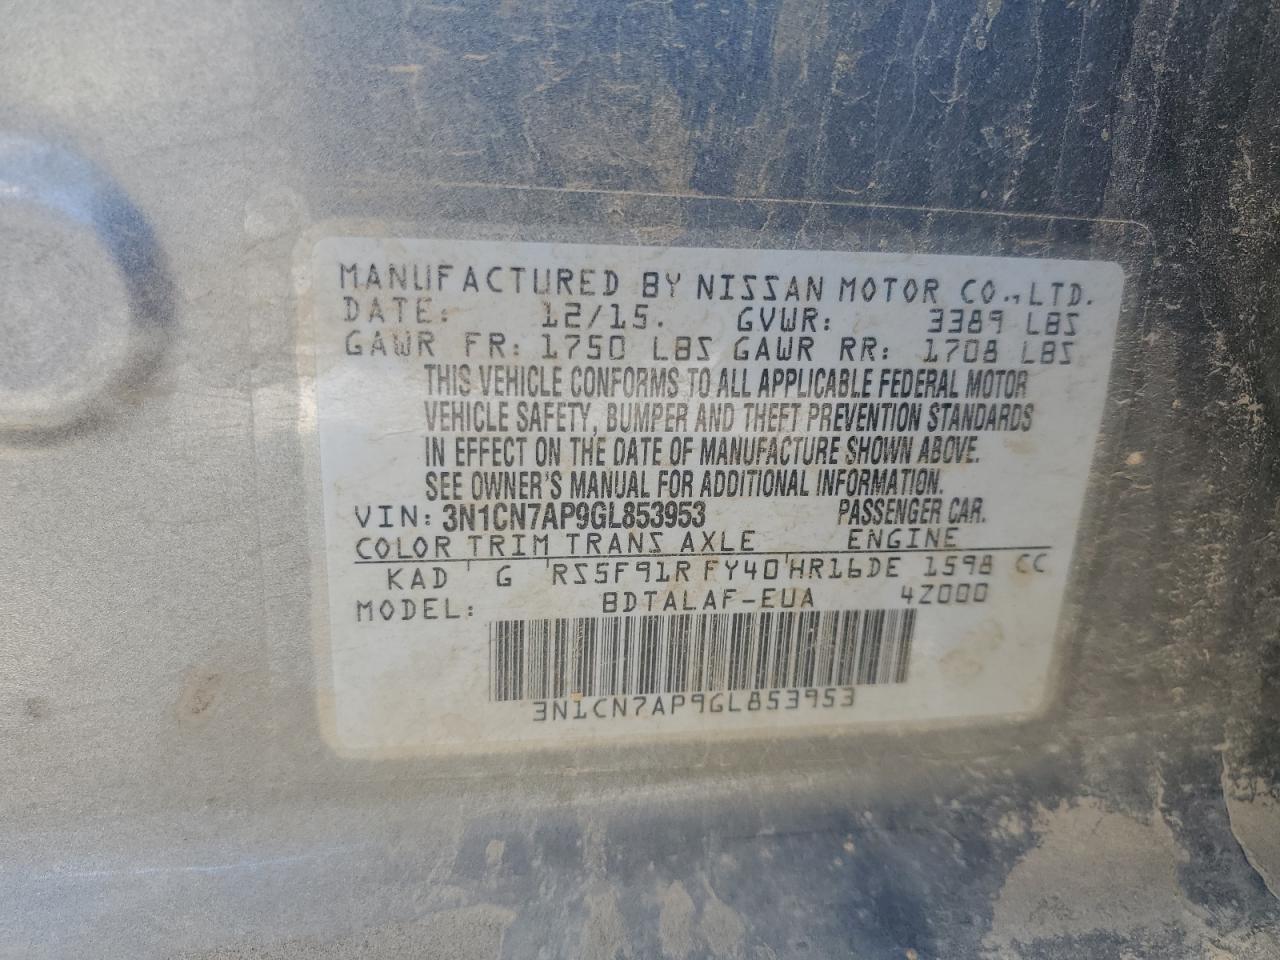 MANUFACTURED BY NISSAN MOTOR CO., LTD.
DATE: 12/15. GVWR: 3389 LBS
GAWR FR: 1750 LBS GAWR RR: 1708 LBS
THIS VEHICLE CONFORMS TO ALL APPLICABLE FEDERAL MOTOR
VEHICLE SAFETY, BUMPER AND THEFT PREVENTION STANDARDS
IN EFFECT ON THE DATE OF MANUFACTURE SHOWN ABOVE.
SEE OWNER'S MANUAL FOR ADDITIONAL INFORMATION.
VIN: 3N1CN7AP9GL853953 PASSENGER CAR.
COLOR TRIM TRANS AXLE ENGINE
KAD G RS5F91R FY40 HR16DE 1598 CC
MODEL: BDTALAF-EUA 4Z000
3N1CN7AP9GL853953